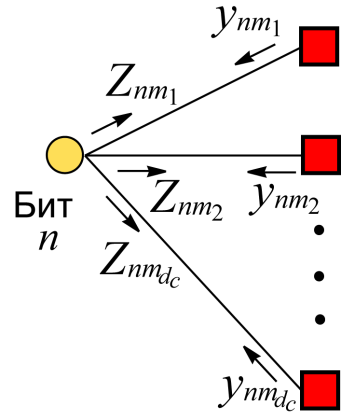 y_{nm_1}
Z_{nm_1}
Z_{nm_2}
y_{nm_2}
Бит
n
Z_{nm_{d_c}}
y_{nm_{d_c}}